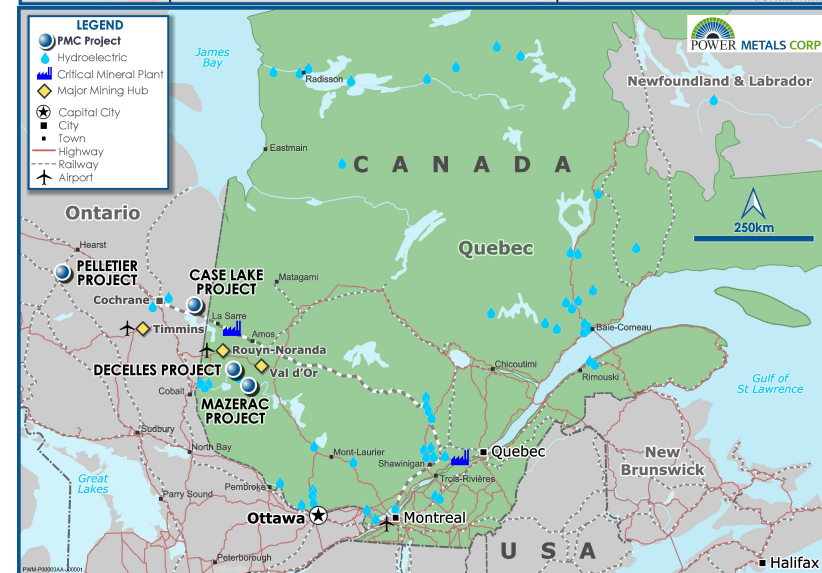 LEGEND
PMC Project
Hydroelectric
Critical Mineral Plant
Major Mining Hub
Capital City
City
Town
Highway
Railway
Airport
James
Bay
POWER METALS CORP
Newfoundland & Labrador
Radisson
Eastmain
CANADA
250km
Ontario
Hearst
Quebec
PELLETIER
PROJECT
CASE LAKE
PROJECT
Matagami
Cochrane
La Sarre
Timmins
Amos
Baie-Comeau
Rouyn-Noranda
DECELLES PROJECT
Val d'Or
Chicoutimi
Rimouski
Cobalt
MAZERAC
PROJECT
Gulf of
St Lawrence
Sudbury
North Bay
Mont-Laurier
Shawinigan
Quebec
New
Brunswick
Great
Lakes
Trois-Rivières
Pembroke
Parry Sound
Ottawa
Montreal
USA
Peterborough
Halifax